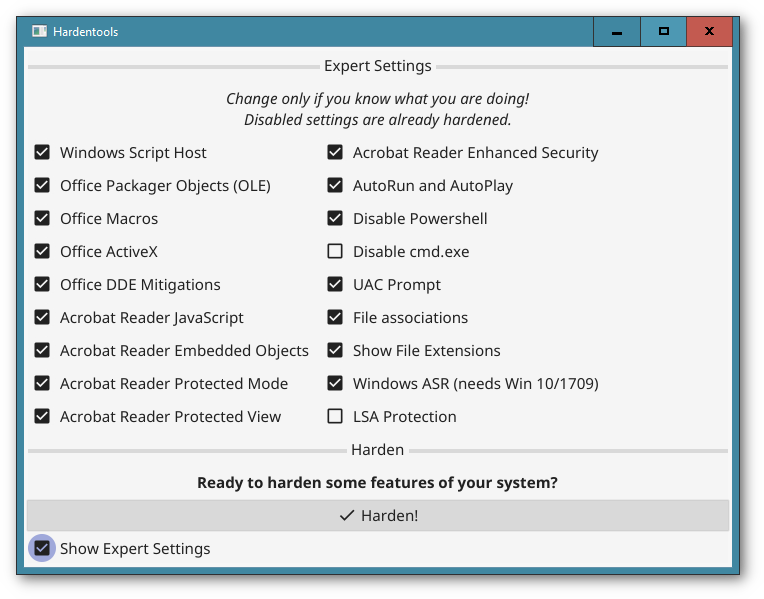 Hardentools
Expert Settings
Change only if you know what you are doing!
Disabled settings are already hardened.
Windows Script Host
Office Packager Objects (OLE)
Office Macros
Office ActiveX
Office DDE Mitigations
Acrobat Reader JavaScript
Acrobat Reader Embedded Objects
Acrobat Reader Protected Mode
Acrobat Reader Protected View
Acrobat Reader Enhanced Security
AutoRun and AutoPlay
Disable Powershell
Disable cmd.exe
UAC Prompt
File associations
Show File Extensions
Windows ASR (needs Win 10/1709)
LSA Protection
Harden
Ready to harden some features of your system?
Harden!
Show Expert Settings